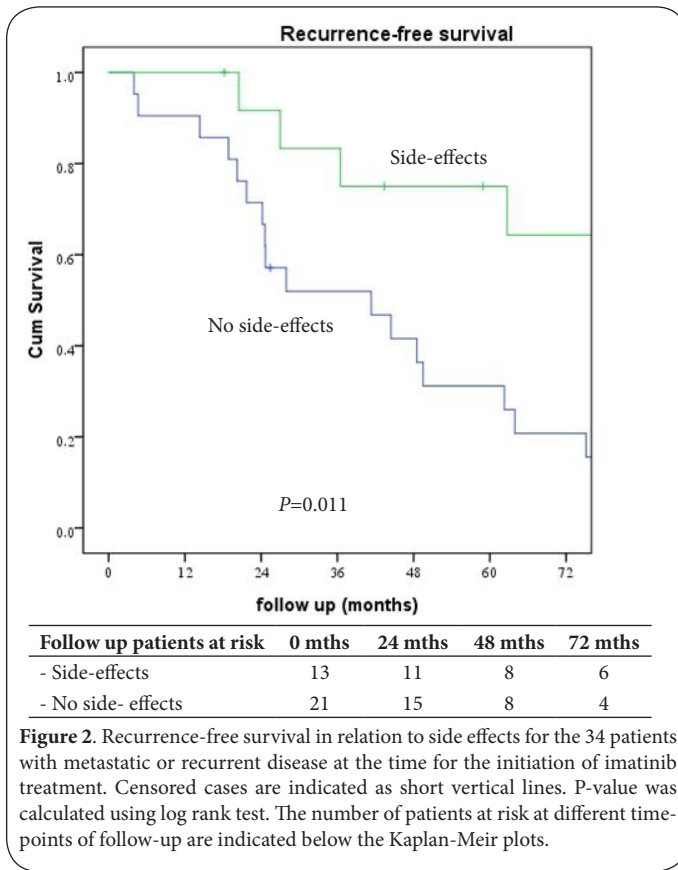 Recurrence-free survival
Cum Survival
1.0
0.8
0.6
0.4
0.2
0.0
Side-effects
No side-effects
P=0.011
0 12 24 36 48 60 72
follow up (months)
Follow up patients at risk 0 mths 24 mths 48 mths 72 mths
- Side-effects 13 11 8 6
- No side- effects 21 15 8 4
Figure 2. Recurrence-free survival in relation to side effects for the 34 patients
with metastatic or recurrent disease at the time for the initiation of imatinib
treatment. Censored cases are indicated as short vertical lines. P-value was
calculated using log rank test. The number of patients at risk at different time-
points of follow-up are indicated below the Kaplan-Meir plots.